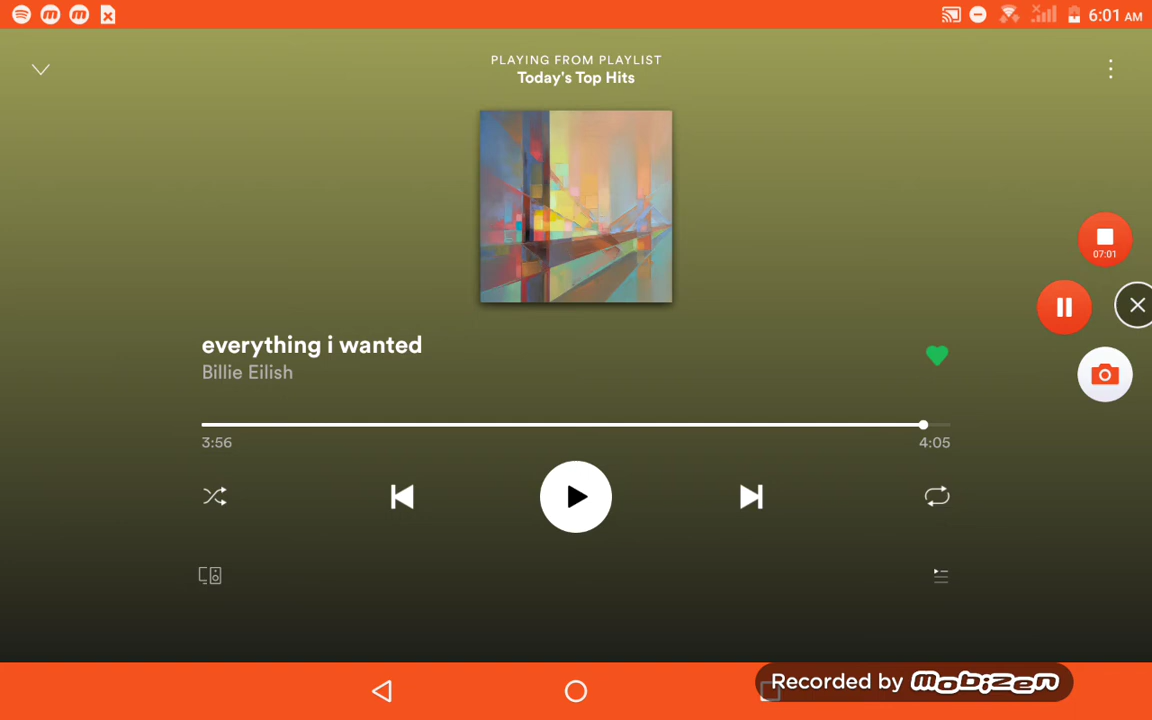 6:01 AM
PLAYING FROM PLAYLIST
Today's Top Hits
07:01
everything i wanted
Billie Eilish
3:56
4:05
Recorded by mobizen